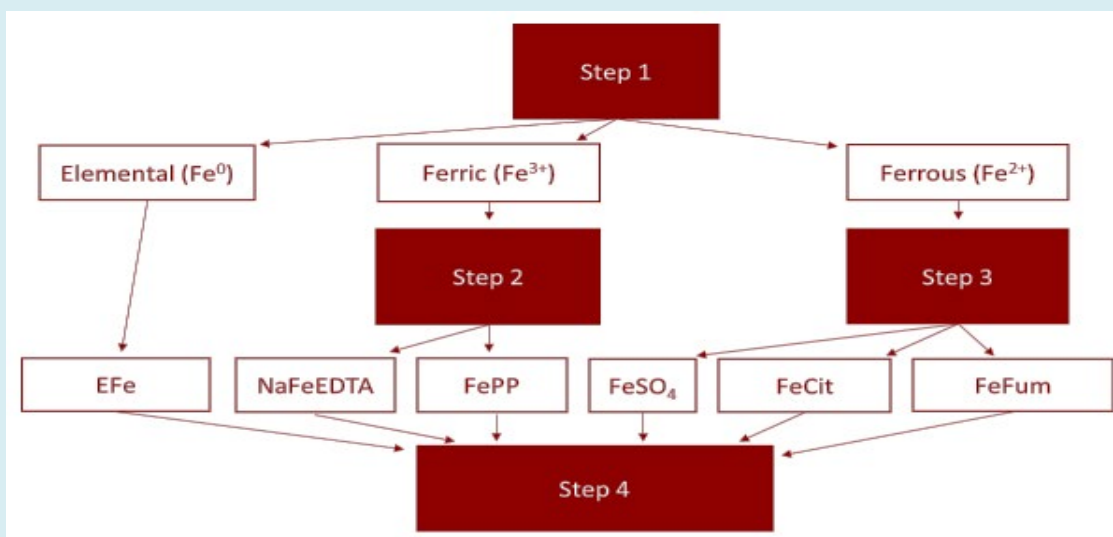 Step 1
Elemental (Fe⁰)
Ferric (Fe³⁺)
Ferrous (Fe²⁺)
Step 2
Step 3
EFe
NaFeEDTA
FePP
FeSO₄
FeCit
FeFum
Step 4